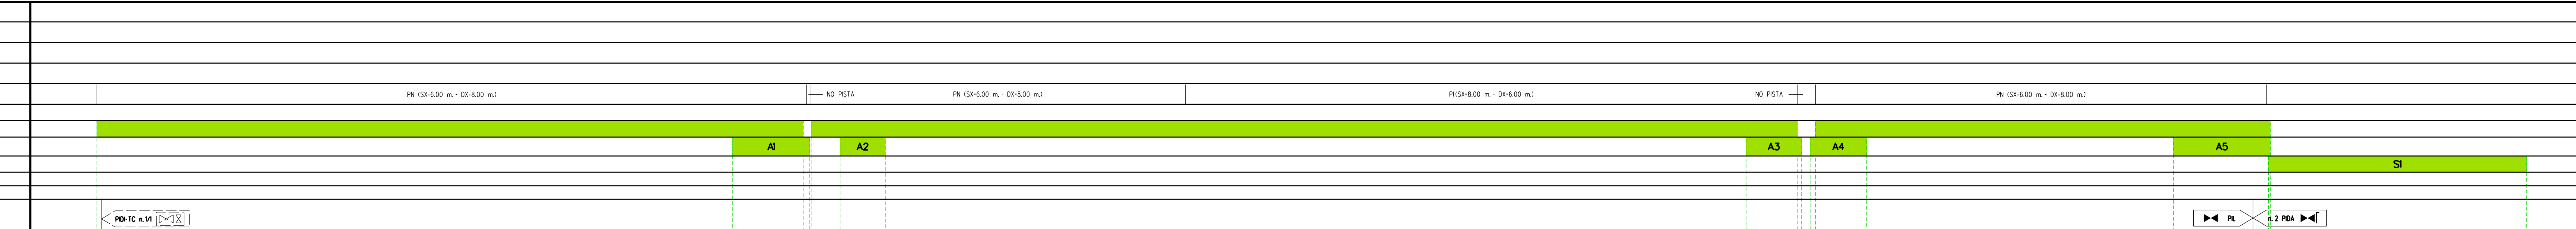 PN (SX=6.00 m. - DX=8.00 m.)
NO PISTA
PN (SX=6.00 m. - DX=8.00 m.)
PI(SX=8.00 m. - DX=6.00 m.)
NO PISTA
PN (SX=6.00 m. - DX=8.00 m.)
A1
A2
A3
A4
A5
S1
PIDI-TC n.1/1
PIL
n. 2 PIDA